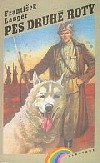 František
Langer
PES DRUHÉ ROTY